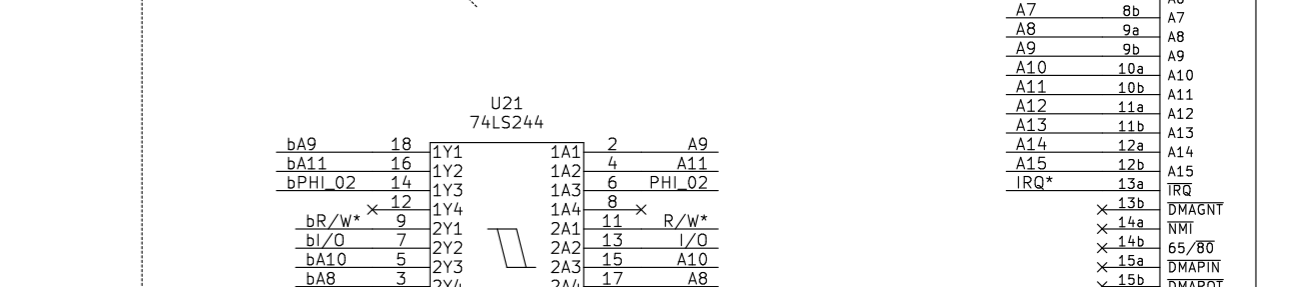 A7 8b A7
A8 9a A8
A9 9b A9
A10 10a A10
A11 10b A11
A12 11a A12
A13 11b A13
A14 12a A14
A15 12b A15
IRQ* 13a IRQ
13b DMAGNT
14a NMI
14b 65/80
15a DMAPIN
15b
U21
74LS244
bA9 18 1Y1 1A1 2 A9
bA11 16 1Y2 1A2 4 A11
bPHI_02 14 1Y3 1A3 6 PHI_02
12 1Y4 1A4 8
bR/W* 9 2Y1 2A1 11 R/W*
bI/O 7 2Y2 2A2 13 I/O
bA10 5 2Y3 2A3 15 A10
bA8 3 2Y4 2A4 17 A8